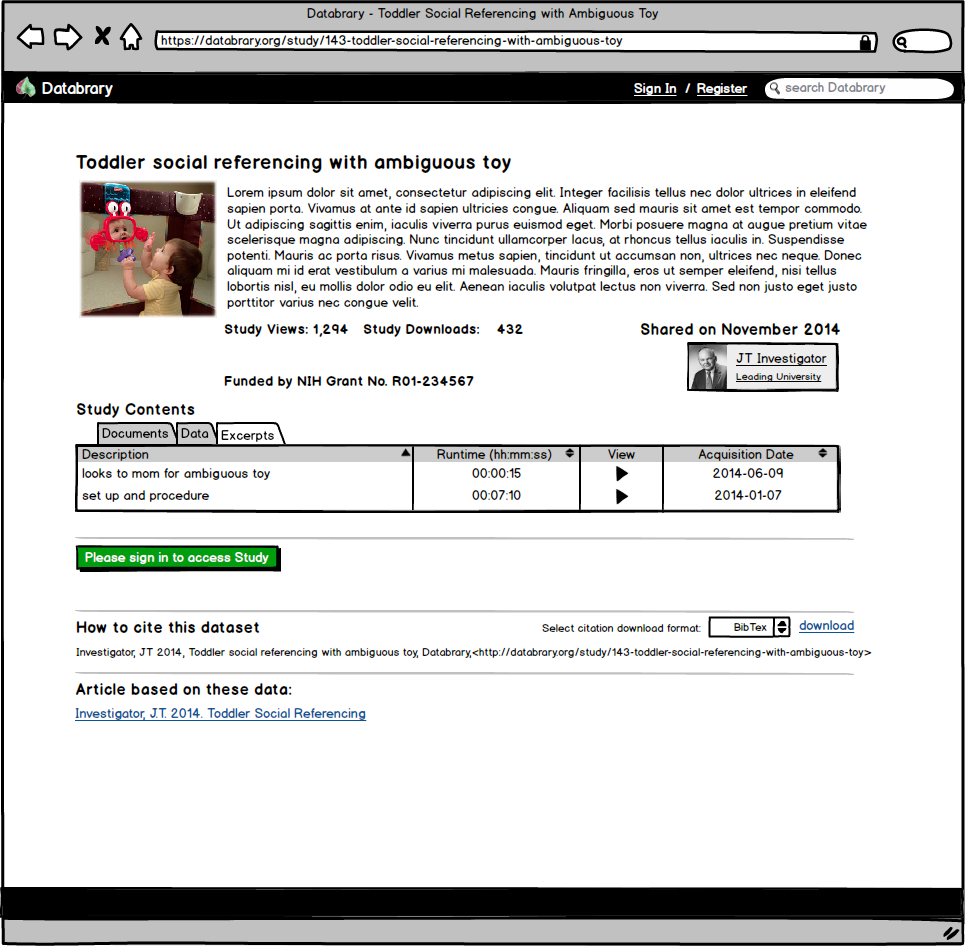 Databrary - Toddler Social Referencing with Ambiguous Toy
https://databrary.org/study/143-toddler-social-referencing-with-ambiguous-toy
Databrary
Sign In / Register
search Databrary
Toddler social referencing with ambiguous toy
Lorem ipsum dolor sit amet, consectetur adipiscing elit. Integer facilisis tellus nec dolor ultrices in eleifend
sapien porta. Vivamus at ante id sapien ultricies congue. Aliquam sed mauris sit amet est tempor commodo.
Ut adipiscing sagittis enim, iaculis viverra purus euismod eget. Morbi posuere magna at augue pretium vitae
scelerisque magna adipiscing. Nunc tincidunt ullamcorper lacus, at rhoncus tellus iaculis in. Suspendisse
potenti. Mauris ac porta risus. Vivamus metus sapien, tincidunt ut accumsan non, ultrices nec neque. Donec
aliquam mi id erat vestibulum a varius mi malesuada. Mauris fringilla, eros ut semper eleifend, nisi tellus
lobortis nisl, eu mollis dolor odio eu elit. Aenean iaculis volutpat lectus non viverra. Sed non justo eget justo
porttitor varius nec congue velit.
Study Views: 1,294 Study Downloads: 432
Shared on November 2014
JT Investigator
Leading University
Funded by NIH Grant No. R01-234567
Study Contents
Documents Data Excerpts
Description Runtime (hh:mm:ss) View Acquisition Date
looks to mom for ambiguous toy 00:00:15 2014-06-09
set up and procedure 00:07:10 2014-01-07
Please sign in to access Study
How to cite this dataset
Select citation download format: BibTex download
Investigator, JT 2014, Toddler social referencing with ambiguous toy, Databrary,<http://databrary.org/study/143-toddler-social-referencing-with-ambiguous-toy>
Article based on these data:
Investigator, J.T. 2014. Toddler Social Referencing